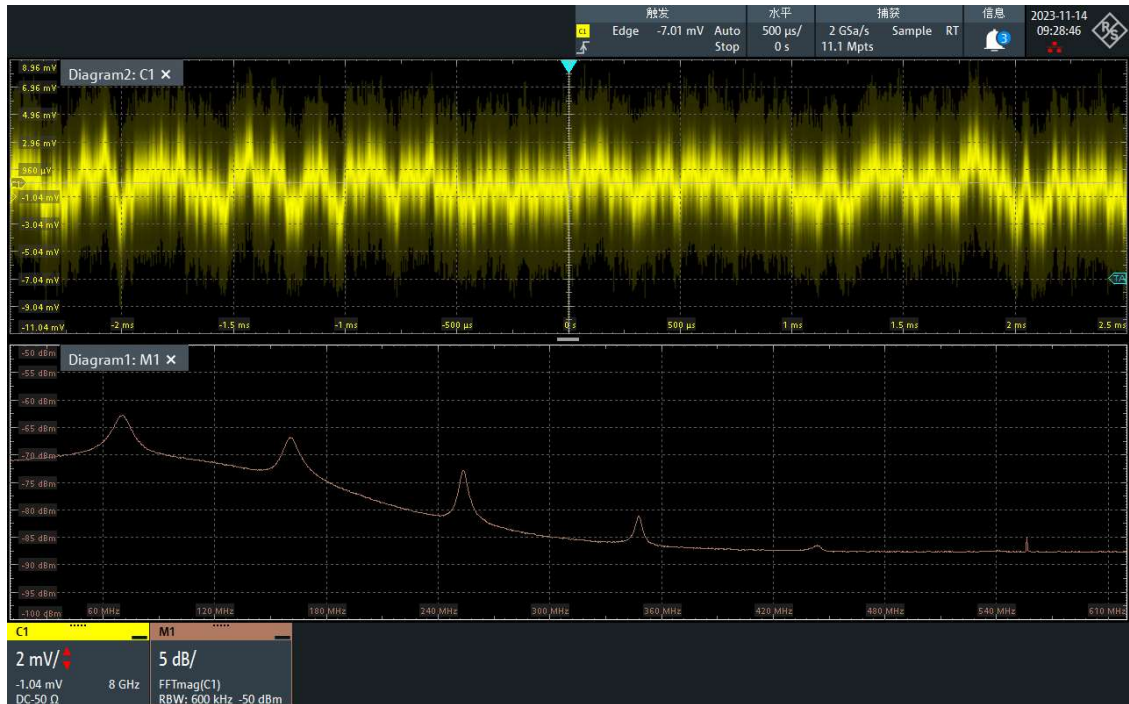 触发 水平 捕获 信息 2023-11-14
C1 Edge -7.01 mV Auto 500 µs/ 2 GSa/s Sample RT 3 09:28:46
Stop 0 s 11.1 Mpts
R&S
Diagram2: C1 ×
8.96 mV
6.96 mV
4.96 mV
2.96 mV
960 µV
C1
-1.04 mV
-3.04 mV
-5.04 mV
-7.04 mV
TA
-9.04 mV
-11.04 mV -2 ms -1.5 ms -1 ms -500 µs 0 s 500 µs 1 ms 1.5 ms 2 ms 2.5 ms
Diagram1: M1 ×
-50 dBm
-55 dBm
-60 dBm
-65 dBm
-70 dBm
-75 dBm
-80 dBm
-85 dBm
-90 dBm
-95 dBm
-100 dBm 60 MHz 120 MHz 180 MHz 240 MHz 300 MHz 360 MHz 420 MHz 480 MHz 540 MHz 610 MHz
C1 M1
2 mV/ 5 dB/
-1.04 mV 8 GHz FFTmag(C1)
DC-50 Ω RBW: 600 kHz -50 dBm